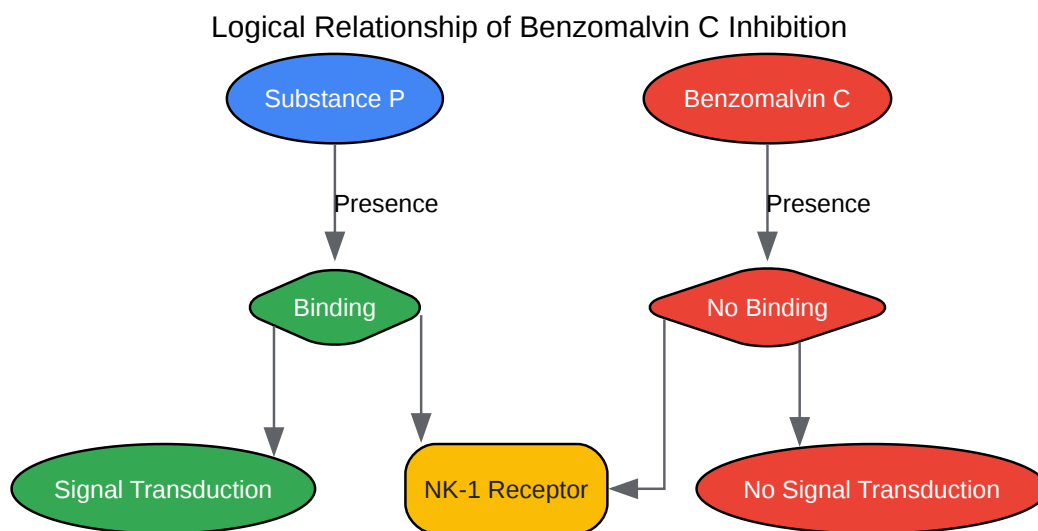 Logical Relationship of Benzomalvin C Inhibition
Substance P
Benzomalvin C
Presence
Presence
Binding
No Binding
Signal Transduction
NK-1 Receptor
No Signal Transduction